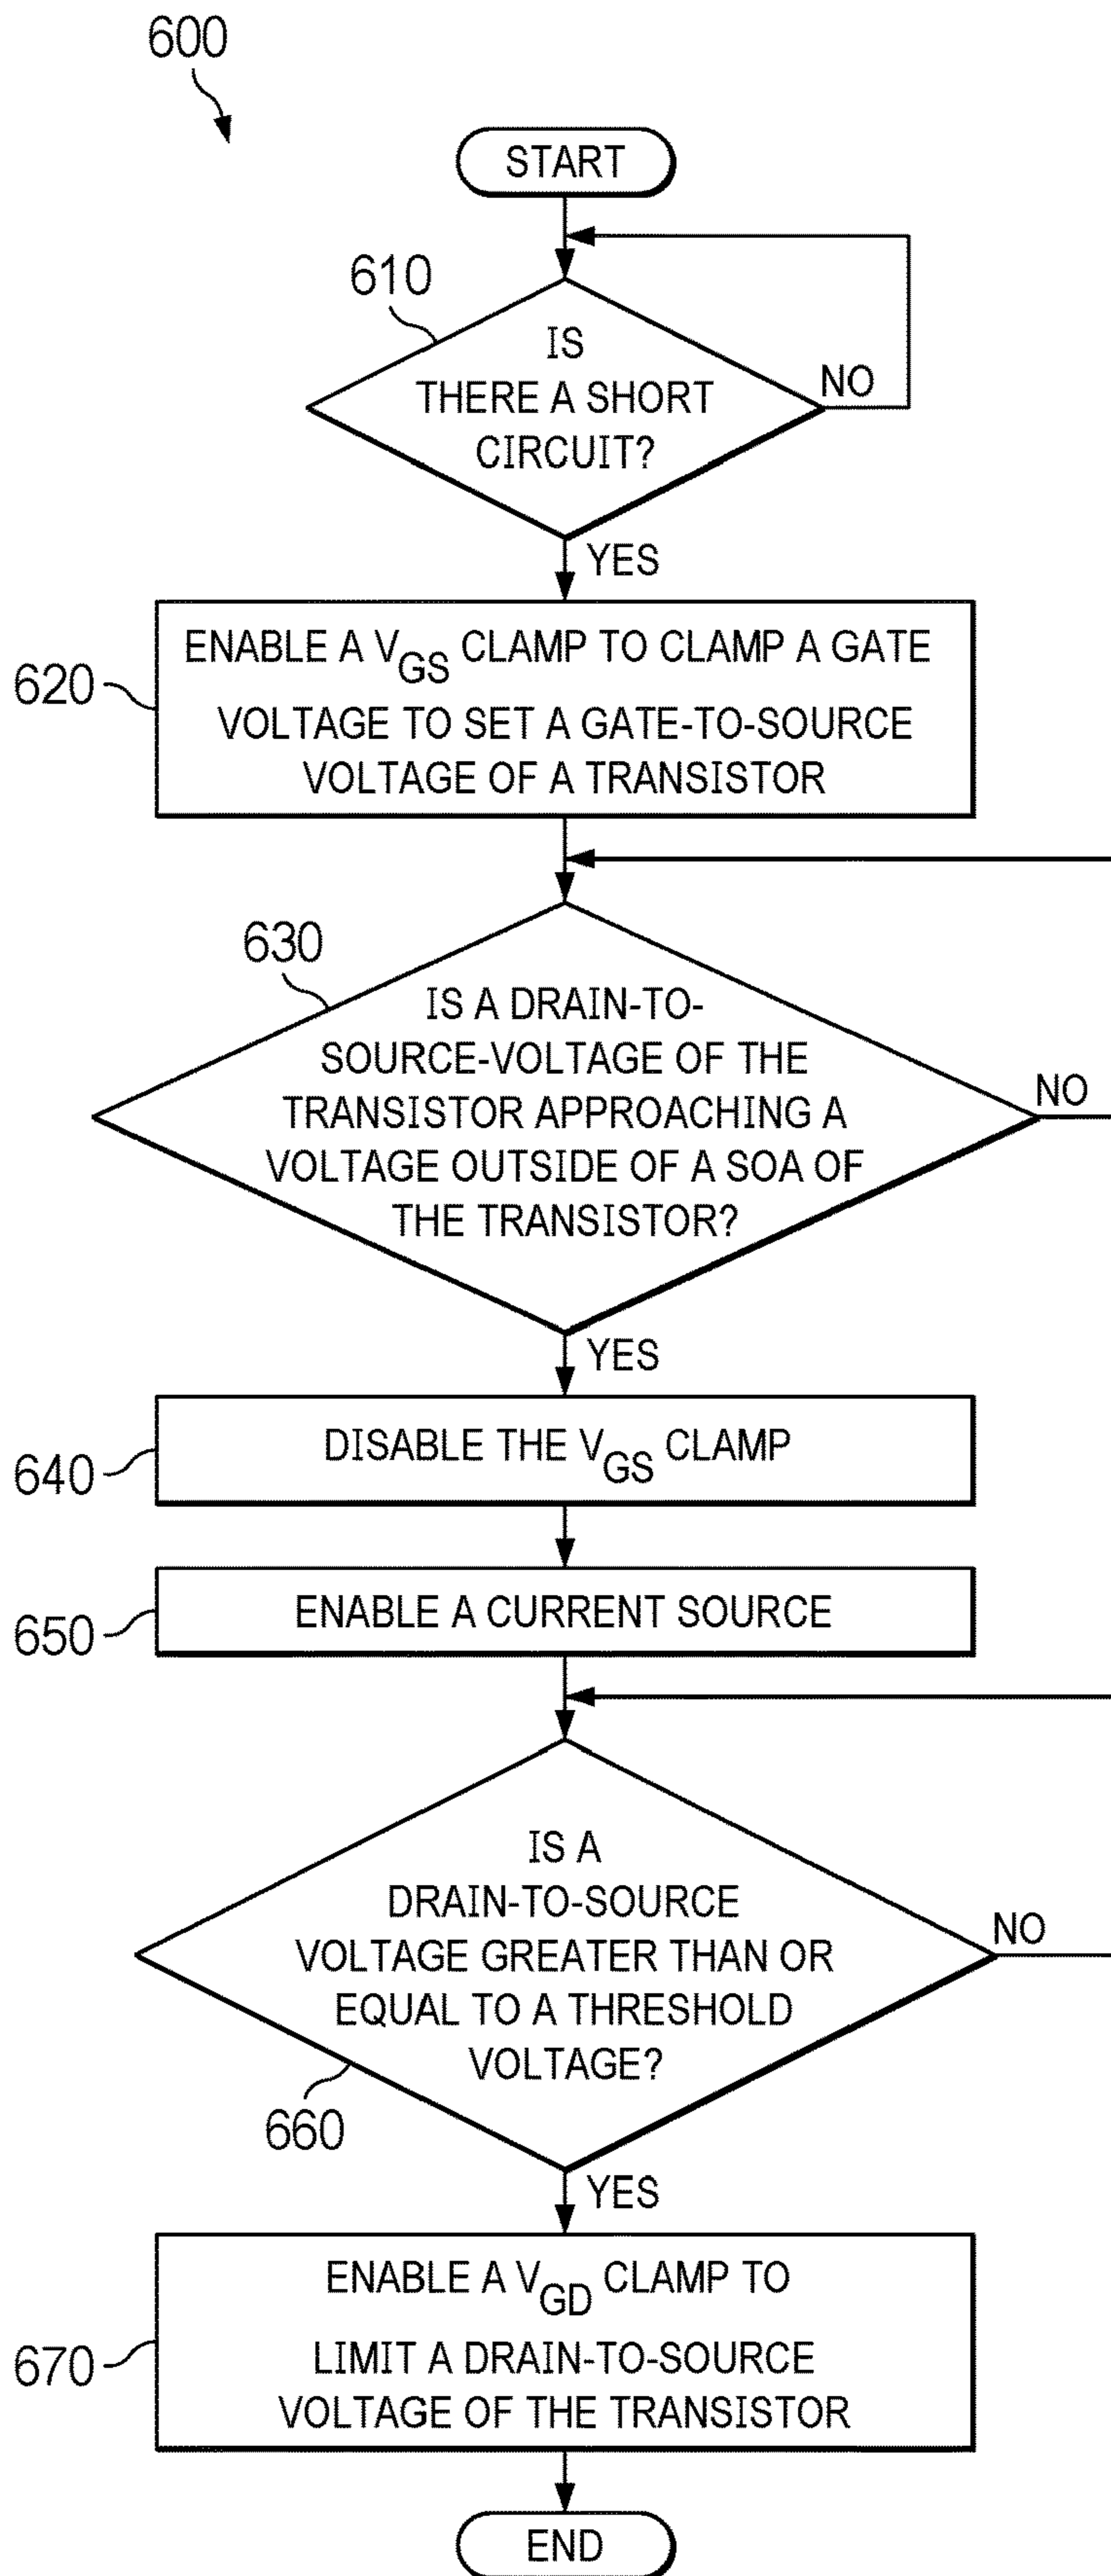 600
START
610
IS
THERE A SHORT
CIRCUIT?
NO
YES
620
ENABLE A VGS CLAMP TO CLAMP A GATE
VOLTAGE TO SET A GATE-TO-SOURCE
VOLTAGE OF A TRANSISTOR
630
IS A DRAIN-TO-
SOURCE-VOLTAGE OF THE
TRANSISTOR APPROACHING A
VOLTAGE OUTSIDE OF A SOA OF
THE TRANSISTOR?
NO
YES
640
DISABLE THE VGS CLAMP
650
ENABLE A CURRENT SOURCE
IS A
DRAIN-TO-SOURCE
VOLTAGE GREATER THAN OR
EQUAL TO A THRESHOLD
VOLTAGE?
NO
660
YES
670
ENABLE A VGD CLAMP TO
LIMIT A DRAIN-TO-SOURCE
VOLTAGE OF THE TRANSISTOR
END